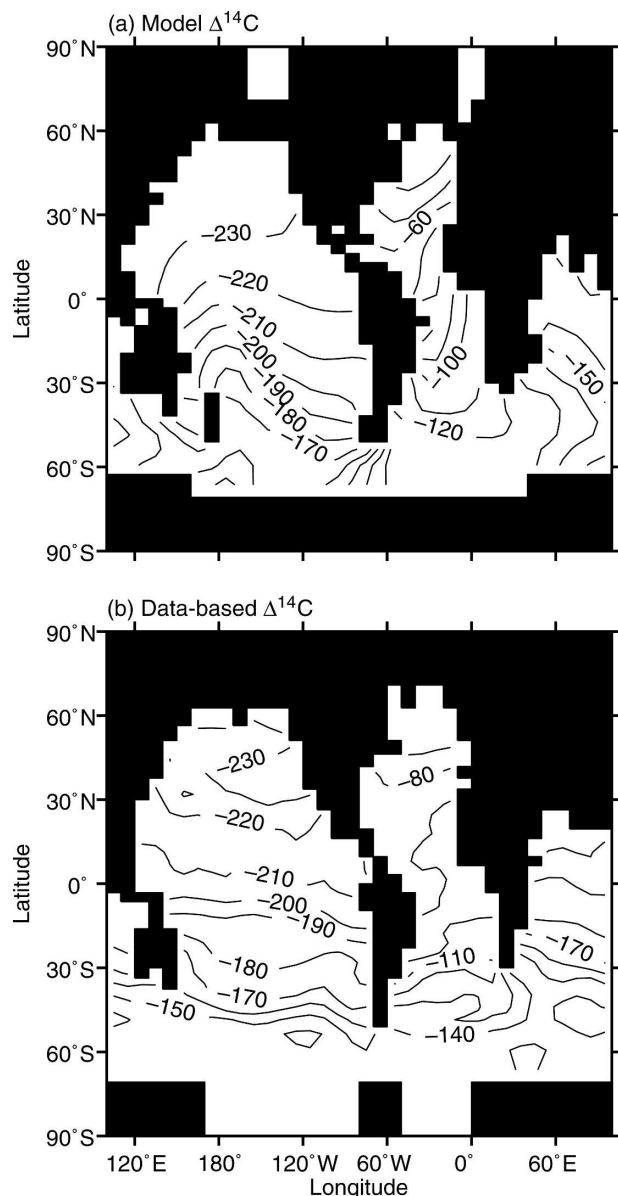 (a) Model Δ¹⁴C
90˚N
60˚N
30˚N
0˚
30˚S
60˚S
90˚S
Latitude
−60
−230
−220
−210
−200
−190
−180
−170
−100
−120
−150
(b) Data-based Δ¹⁴C
90˚N
60˚N
30˚N
0˚
30˚S
60˚S
90˚S
Latitude
−230
−80
−220
−210
−200
−190
−180
−170
−150
−110
−140
−170
120˚E 180˚ 120˚W 60˚W 0˚ 60˚E
Longitude